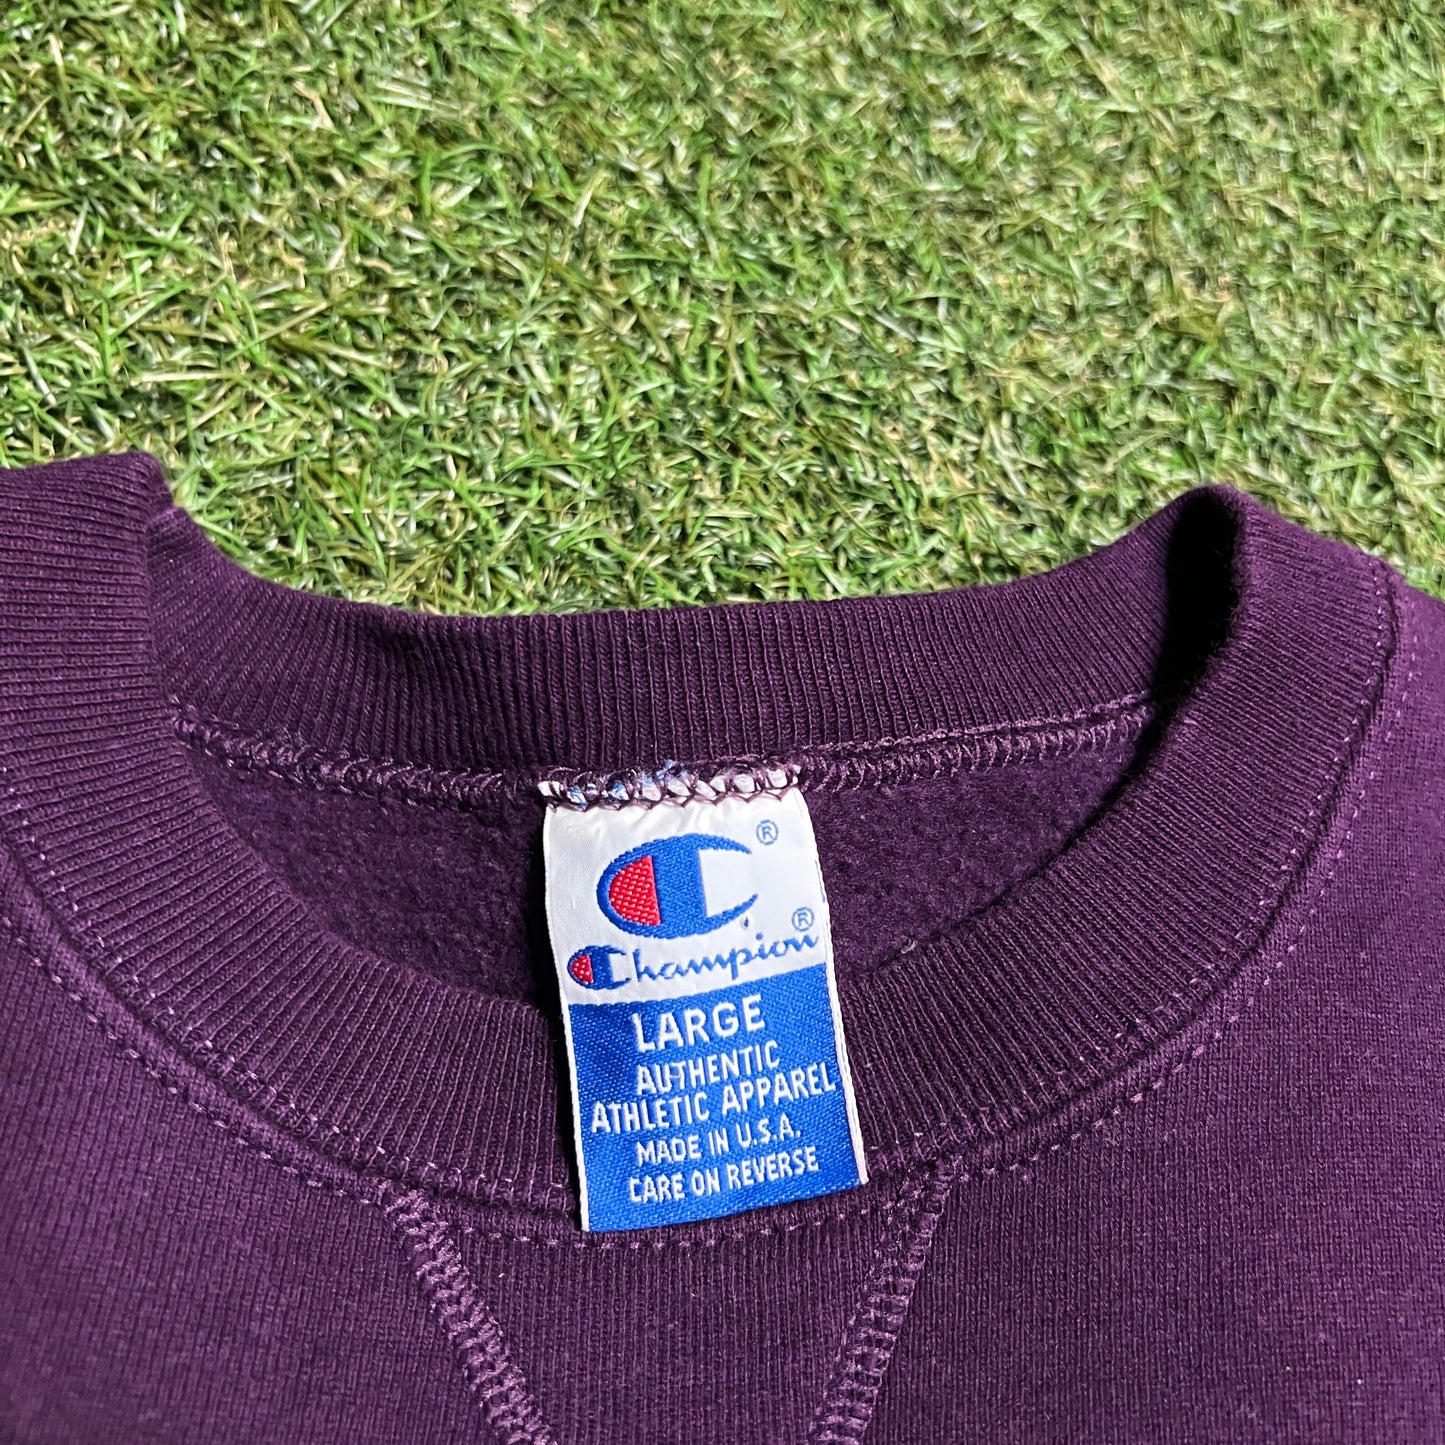 ®
Champion®
LARGE
AUTHENTIC
ATHLETIC APPAREL
MADE IN U.S.A.
CARE ON REVERSE